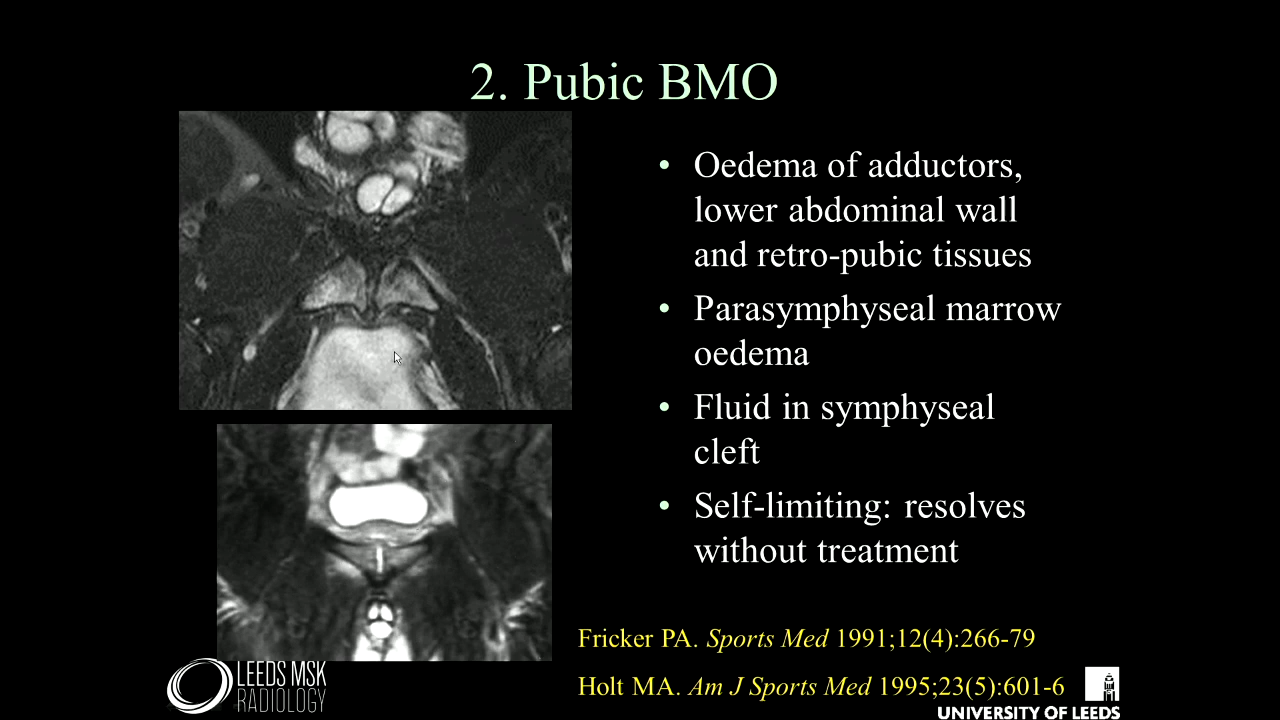 2. Pubic BMO
• Oedema of adductors,
lower abdominal wall
and retro-pubic tissues
• Parasymphyseal marrow
oedema
• Fluid in symphyseal
cleft
• Self-limiting: resolves
without treatment
Fricker PA. Sports Med 1991;12(4):266-79
Holt MA. Am J Sports Med 1995;23(5):601-6
LEEDS MSK
RADIOLOGY
UNIVERSITY OF LEEDS